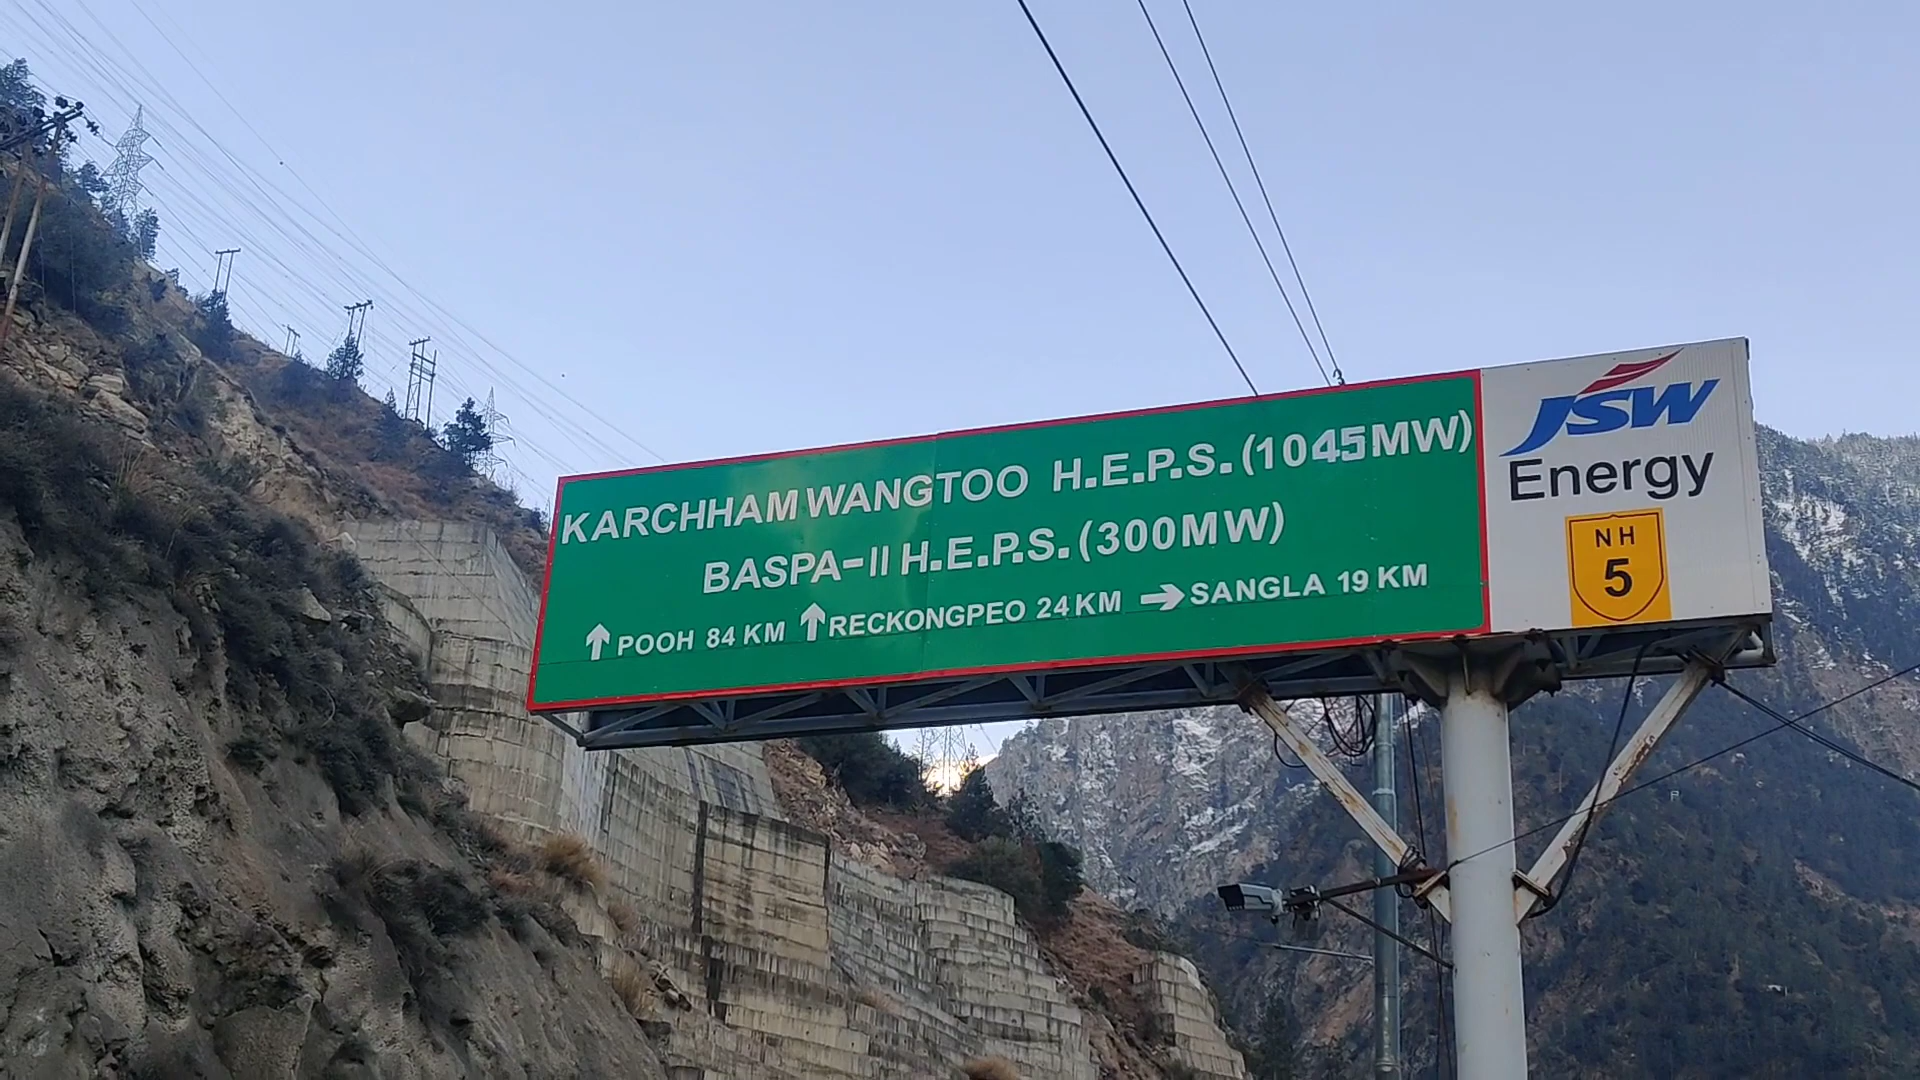 KARCHHAM WANGTOO H.E.P.S. (1045MW)
BASPA-II H.E.P.S. (300MW)
↑ POOH 84 KM ↑ RECKONGPEO 24 KM → SANGLA 19 KM
JSW
Energy
NH
5